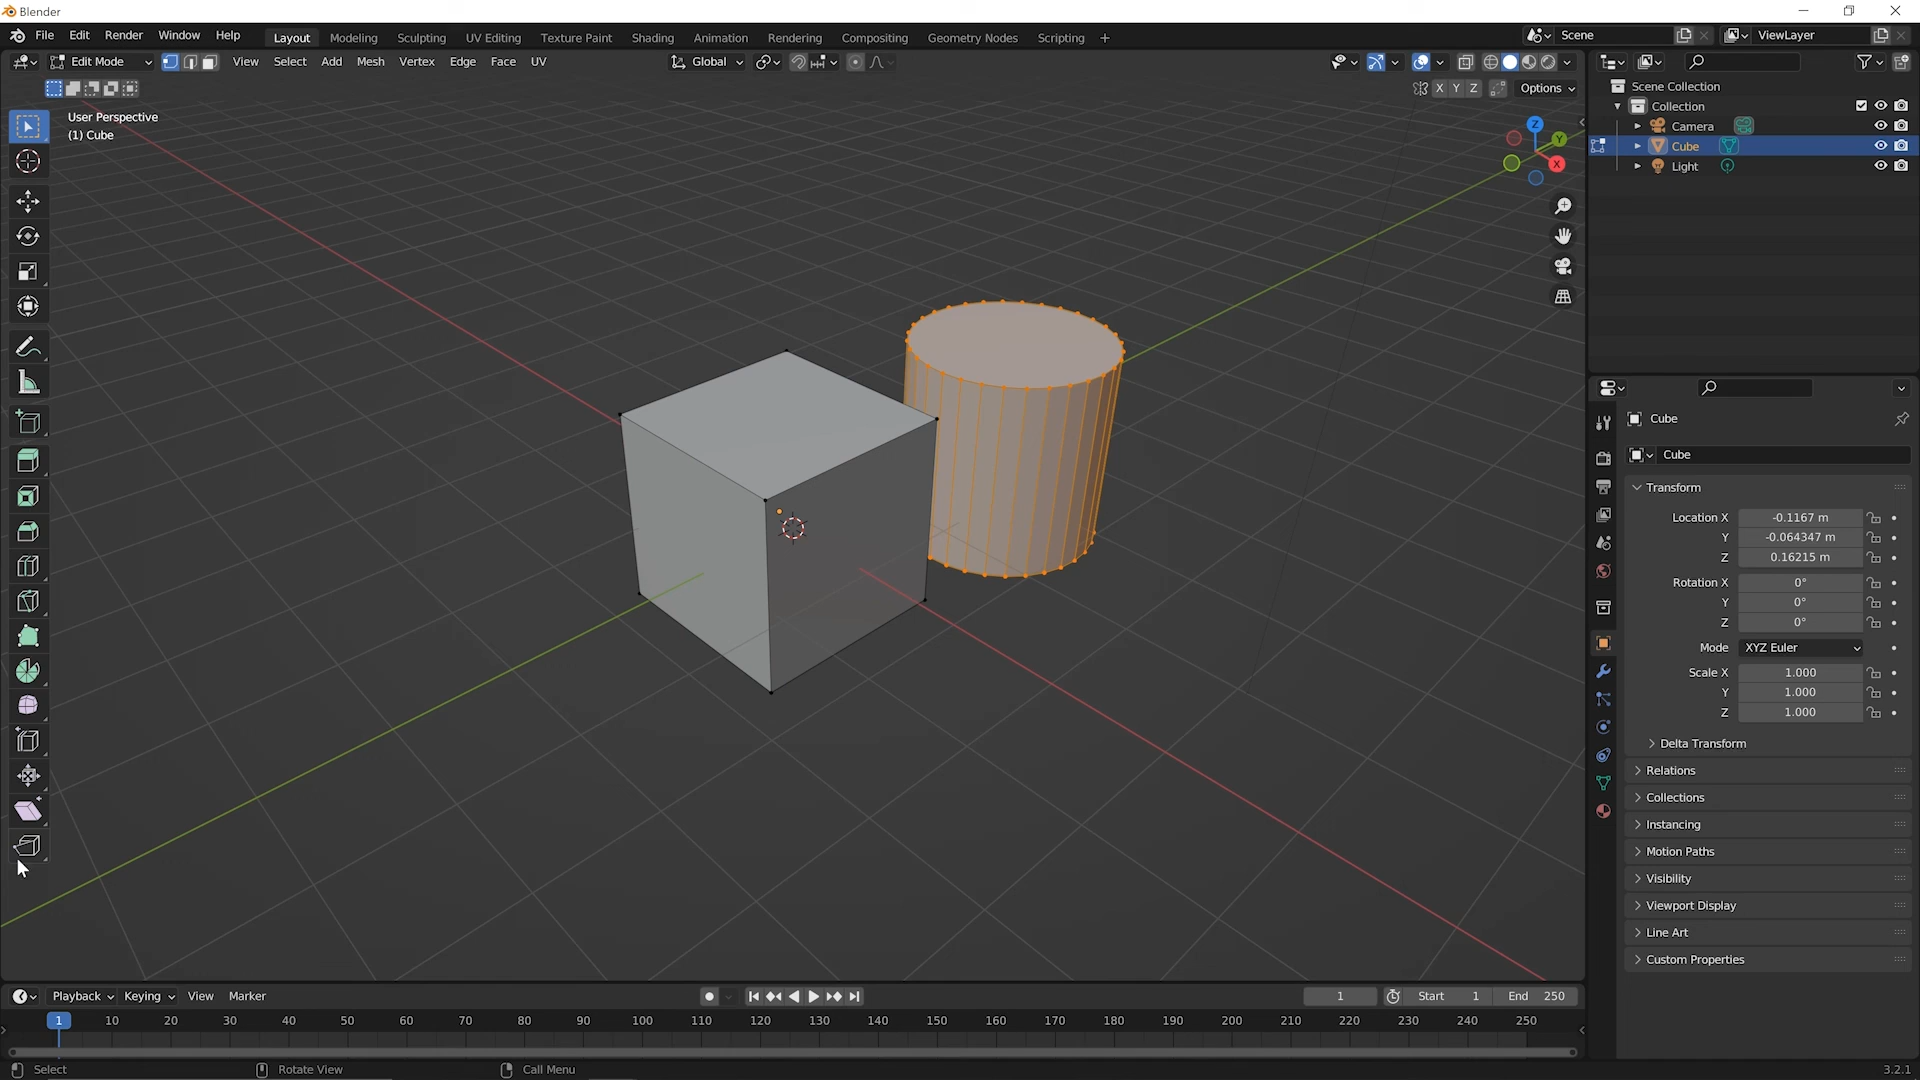 Blender
File Edit Render Window Help Layout Modeling Sculpting UV Editing Texture Paint Shading Animation Rendering Compositing Geometry Nodes Scripting + Scene ViewLayer
Edit Mode View Select Add Mesh Vertex Edge Face UV Global
X Y Z Options
User Perspective
(1) Cube
Z
Y
X
Scene Collection
Collection
Camera
Cube
Light
Cube
Cube
Transform
Location X -0.1167 m
Y -0.064347 m
Z 0.16215 m
Rotation X 0°
Y 0°
Z 0°
Mode XYZ Euler
Scale X 1.000
Y 1.000
Z 1.000
Delta Transform
Relations
Collections
Instancing
Motion Paths
Visibility
Viewport Display
Line Art
Custom Properties
Playback Keying View Marker 1 Start 1 End 250
1 10 20 30 40 50 60 70 80 90 100 110 120 130 140 150 160 170 180 190 200 210 220 230 240 250
Select Rotate View Call Menu 3.2.1